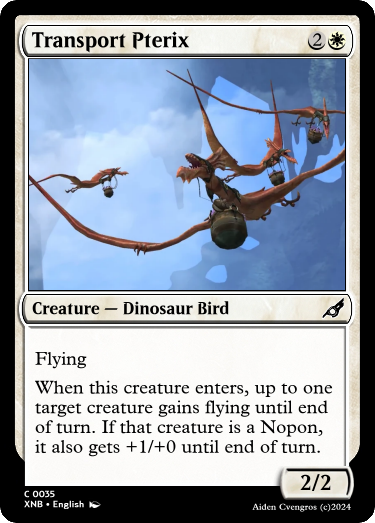 Transport Pterix 2
Creature — Dinosaur Bird
Flying
When this creature enters, up to one
target creature gains flying until end
of turn. If that creature is a Nopon,
it also gets +1/+0 until end of turn.
2/2
C 0035
XNB • English Aiden Cvengros (c)2024